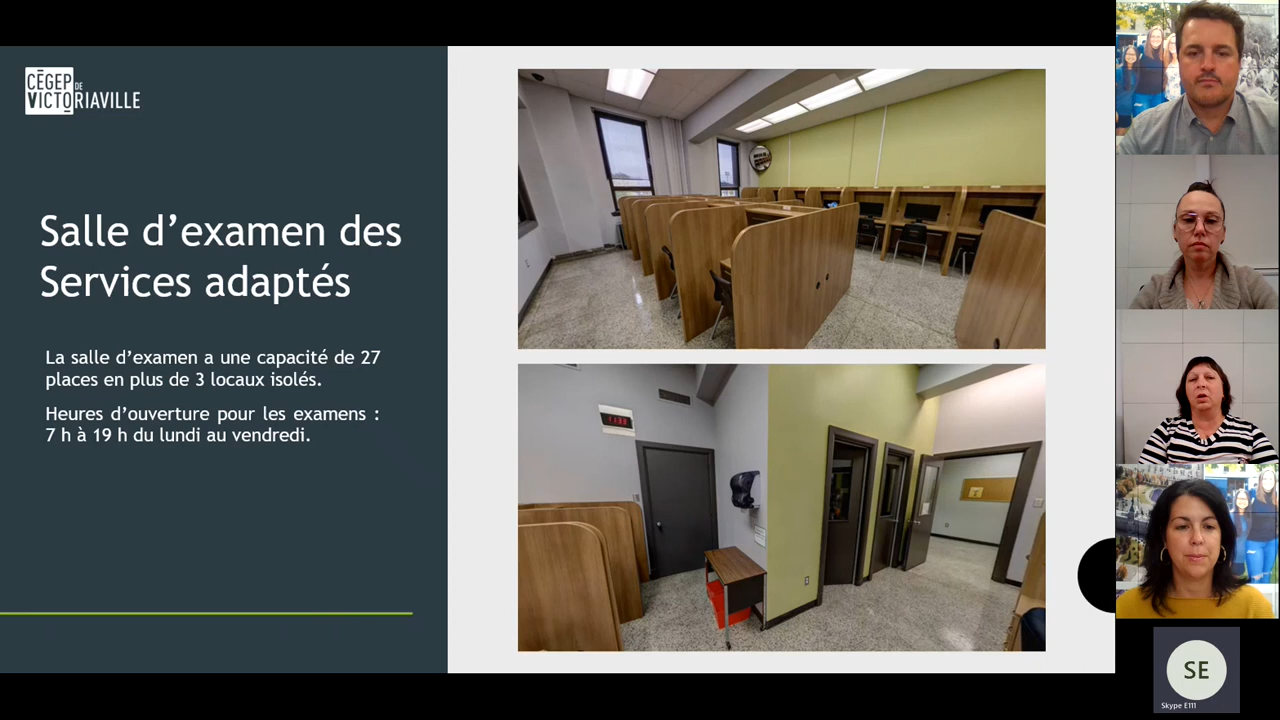 CÉGEP DE
VICTORIAVILLE
Salle d’examen des
Services adaptés
La salle d’examen a une capacité de 27
places en plus de 3 locaux isolés.
Heures d’ouverture pour les examens :
7 h à 19 h du lundi au vendredi.
SE
Skype E111